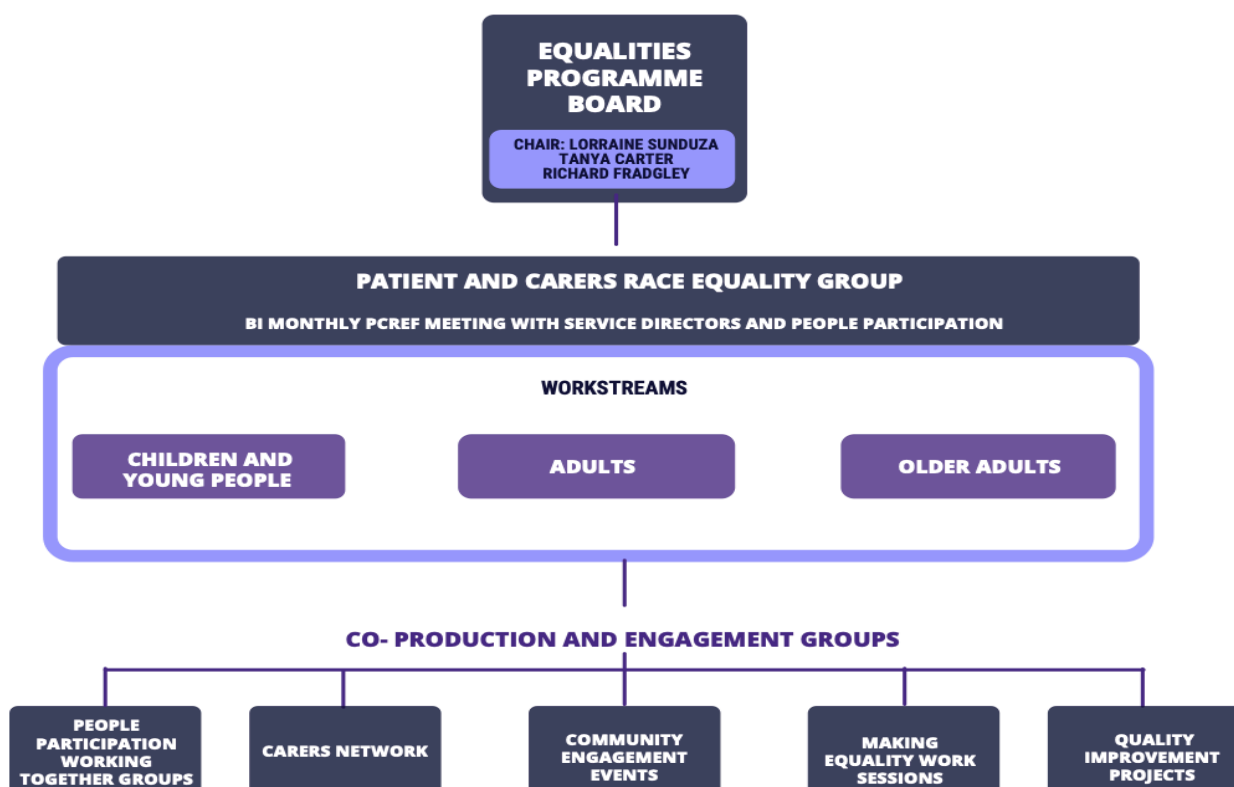 EQUALITIES
PROGRAMME
BOARD
CHAIR: LORRAINE SUNDUZA
TANYA CARTER
RICHARD FRADGLEY
PATIENT AND CARERS RACE EQUALITY GROUP
BI MONTHLY PCREF MEETING WITH SERVICE DIRECTORS AND PEOPLE PARTICIPATION
WORKSTREAMS
CHILDREN AND
YOUNG PEOPLE
ADULTS
OLDER ADULTS
CO- PRODUCTION AND ENGAGEMENT GROUPS
PEOPLE
PARTICIPATION
WORKING
TOGETHER GROUPS
CARERS NETWORK
COMMUNITY
ENGAGEMENT
EVENTS
MAKING
EQUALITY WORK
SESSIONS
QUALITY
IMPROVEMENT
PROJECTS